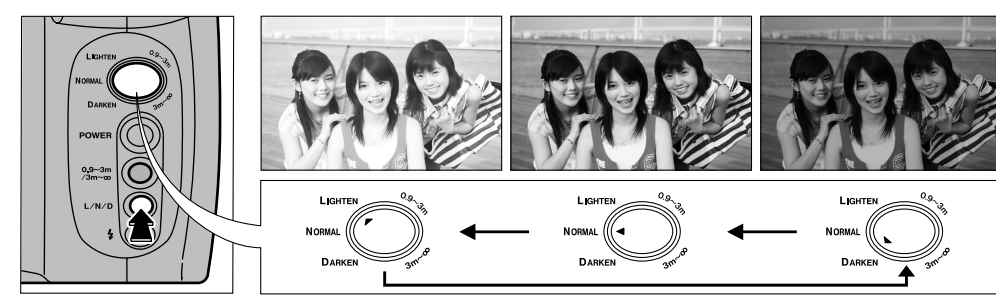 LIGHTEN
0.9~3m
NORMAL
DARKEN
3m~∞
POWER
0.9~3m
/3m~∞
L/N/D
LIGHTEN
0.9~3m
NORMAL
DARKEN
3m~∞
LIGHTEN
0.9~3m
NORMAL
DARKEN
3m~∞
LIGHTEN
0.9~3m
NORMAL
DARKEN
3m~∞